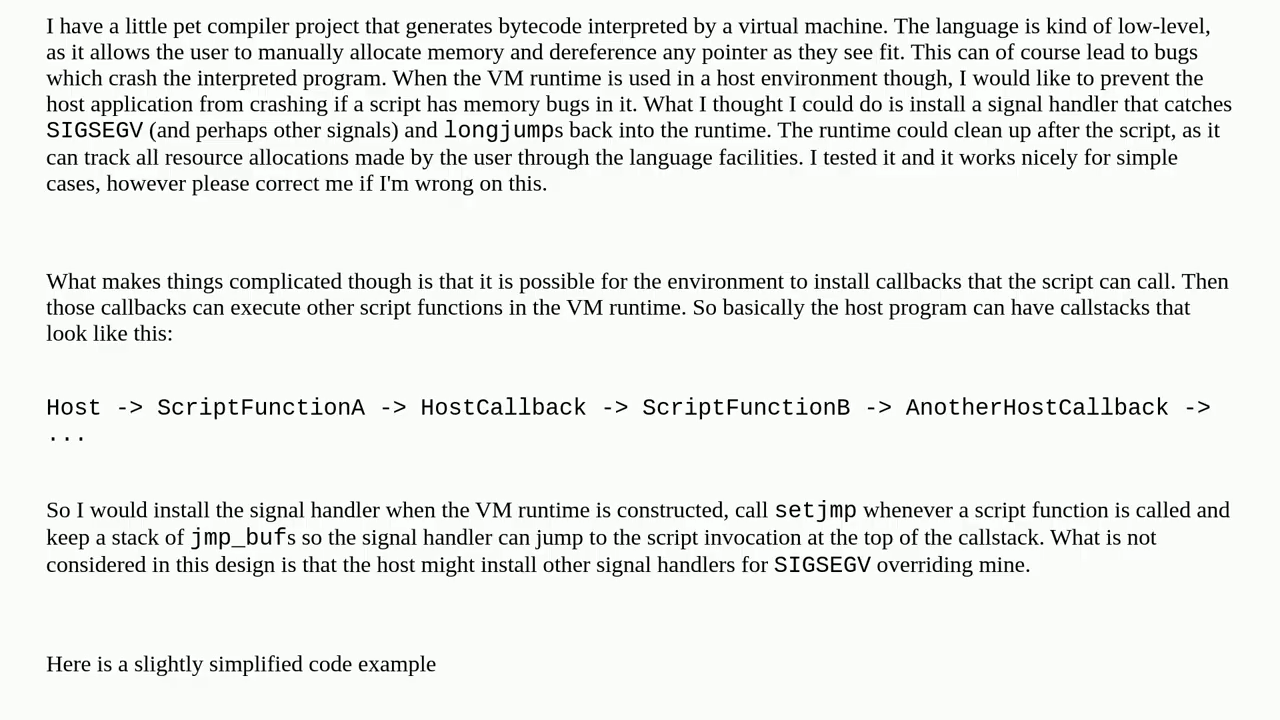 I have a little pet compiler project that generates bytecode interpreted by a virtual machine. The language is kind of low-level,
as it allows the user to manually allocate memory and dereference any pointer as they see fit. This can of course lead to bugs
which crash the interpreted program. When the VM runtime is used in a host environment though, I would like to prevent the
host application from crashing if a script has memory bugs in it. What I thought I could do is install a signal handler that catches
SIGSEGV (and perhaps other signals) and longjumps back into the runtime. The runtime could clean up after the script, as it
can track all resource allocations made by the user through the language facilities. I tested it and it works nicely for simple
cases, however please correct me if I'm wrong on this.
What makes things complicated though is that it is possible for the environment to install callbacks that the script can call. Then
those callbacks can execute other script functions in the VM runtime. So basically the host program can have callstacks that
look like this:
Host -> ScriptFunctionA -> HostCallback -> ScriptFunctionB -> AnotherHostCallback ->
...
So I would install the signal handler when the VM runtime is constructed, call setjmp whenever a script function is called and
keep a stack of jmp_bufs so the signal handler can jump to the script invocation at the top of the callstack. What is not
considered in this design is that the host might install other signal handlers for SIGSEGV overriding mine.
Here is a slightly simplified code example